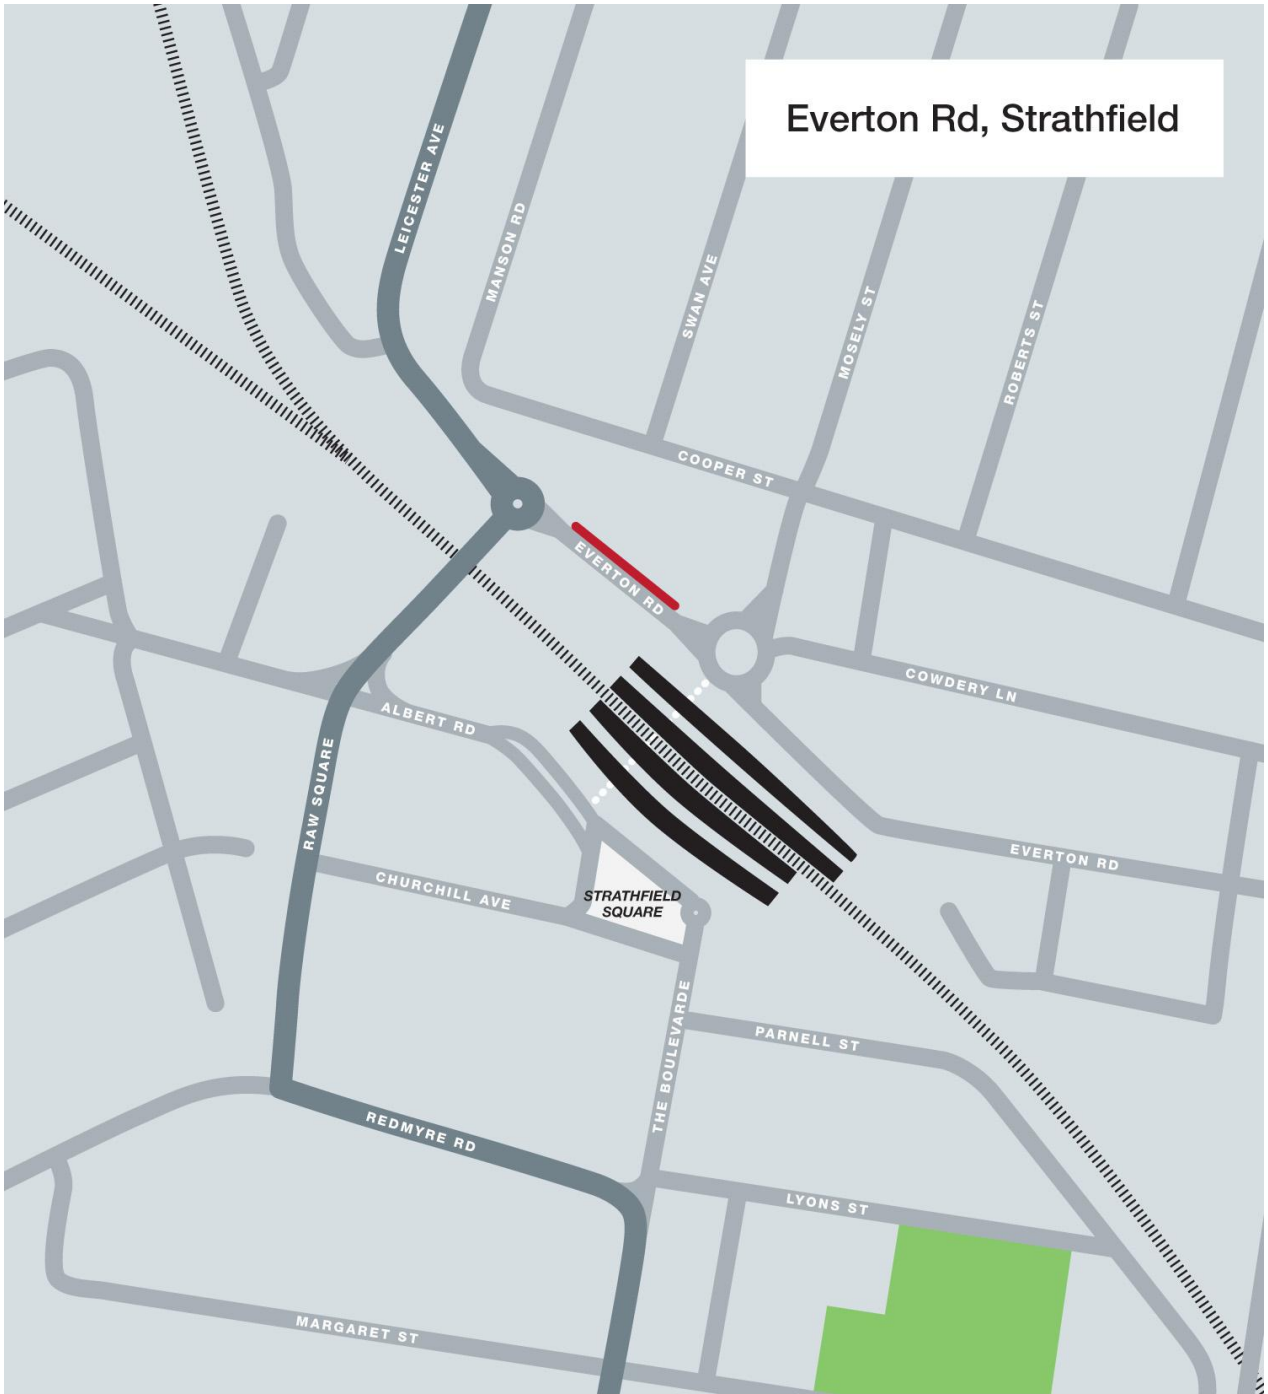 Everton Rd, Strathfield
LEICESTER AVE
MANSON RD
SWAN AVE
MOSELY ST
ROBERTS ST
COOPER ST
EVERTON RD
COWDERY LN
ALBERT RD
RAW SQUARE
EVERTON RD
CHURCHILL AVE
STRATHFIELD
SQUARE
THE BOULEVARDE
PARNELL ST
REDMYRE RD
LYONS ST
MARGARET ST